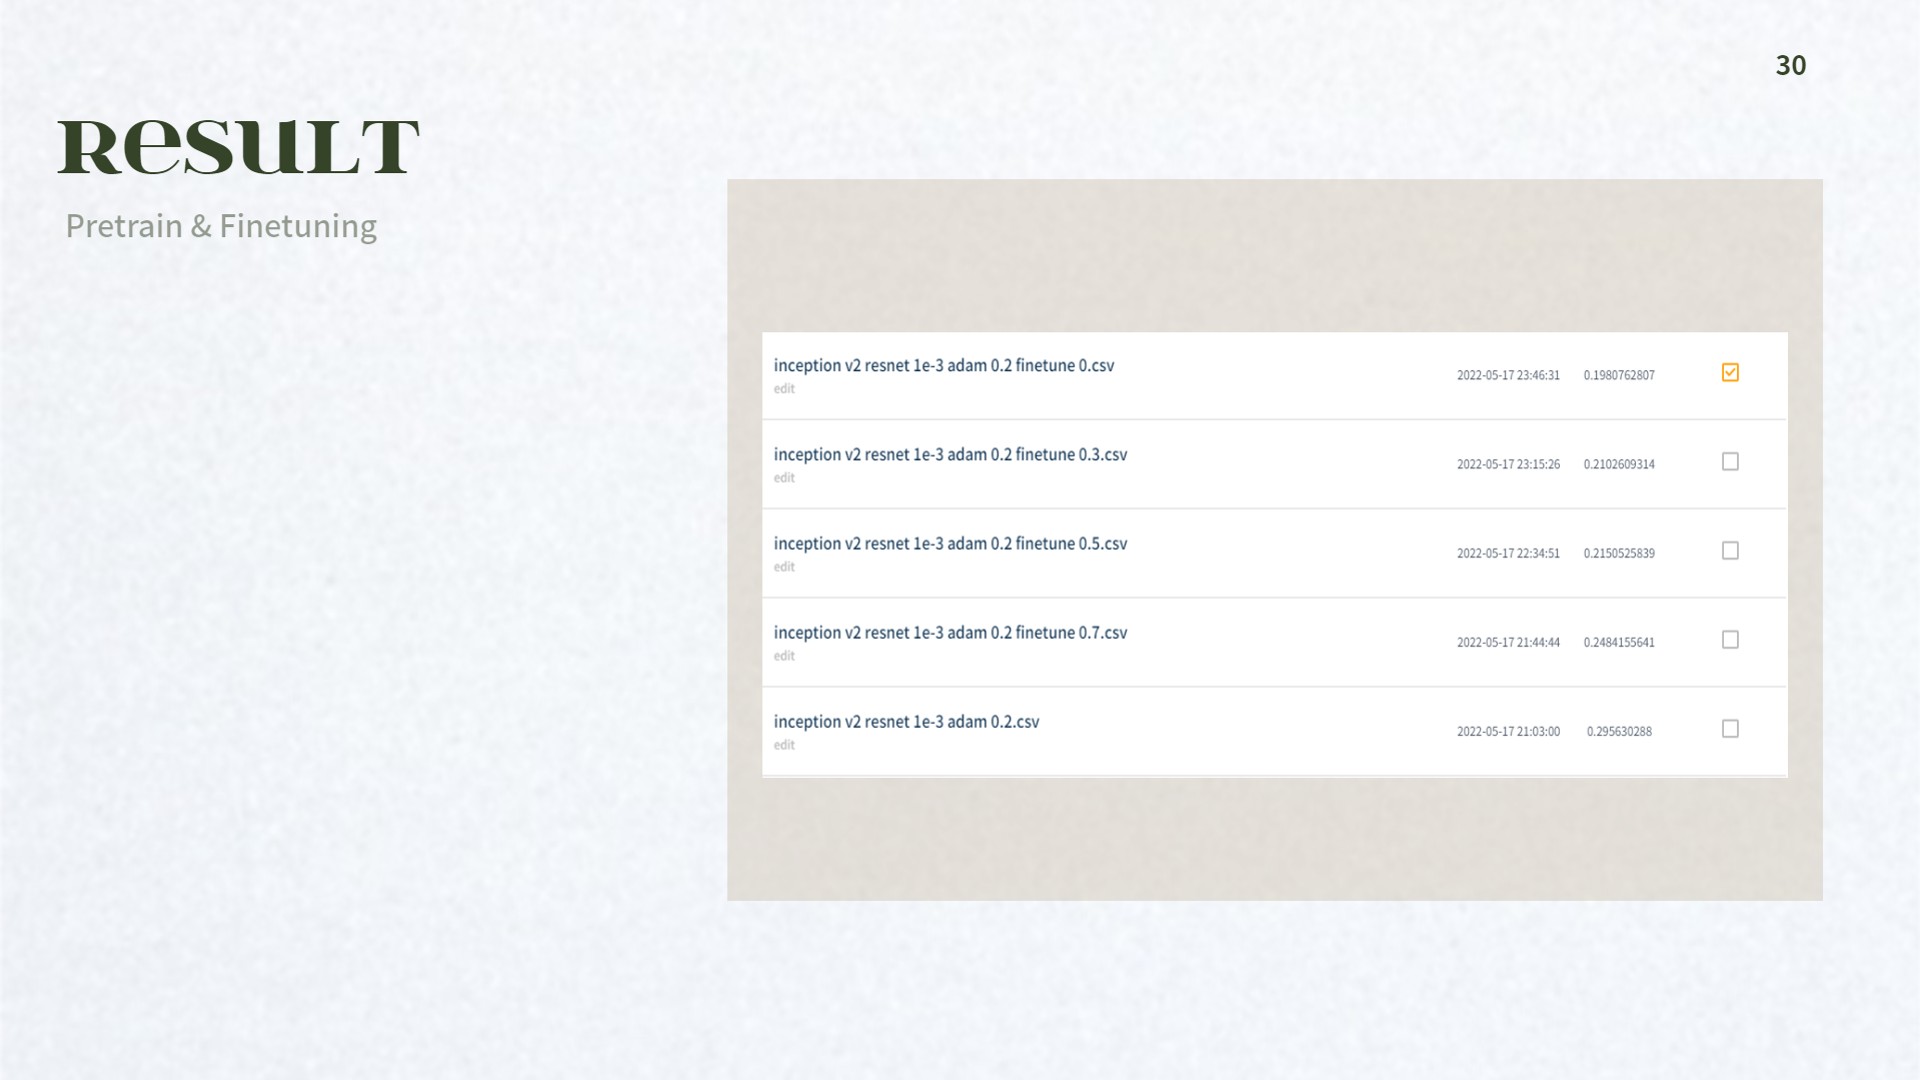 30
ReSuLT
Pretrain & Finetuning
inception v2 resnet 1e-3 adam 0.2 finetune 0.csv
edit
2022-05-17 23:46:31 0.1980762807
inception v2 resnet 1e-3 adam 0.2 finetune 0.3.csv
edit
2022-05-17 23:15:26 0.2102609314
inception v2 resnet 1e-3 adam 0.2 finetune 0.5.csv
edit
2022-05-17 22:34:51 0.2150525839
inception v2 resnet 1e-3 adam 0.2 finetune 0.7.csv
edit
2022-05-17 21:44:44 0.2484155641
inception v2 resnet 1e-3 adam 0.2.csv
edit
2022-05-17 21:03:00 0.295630288